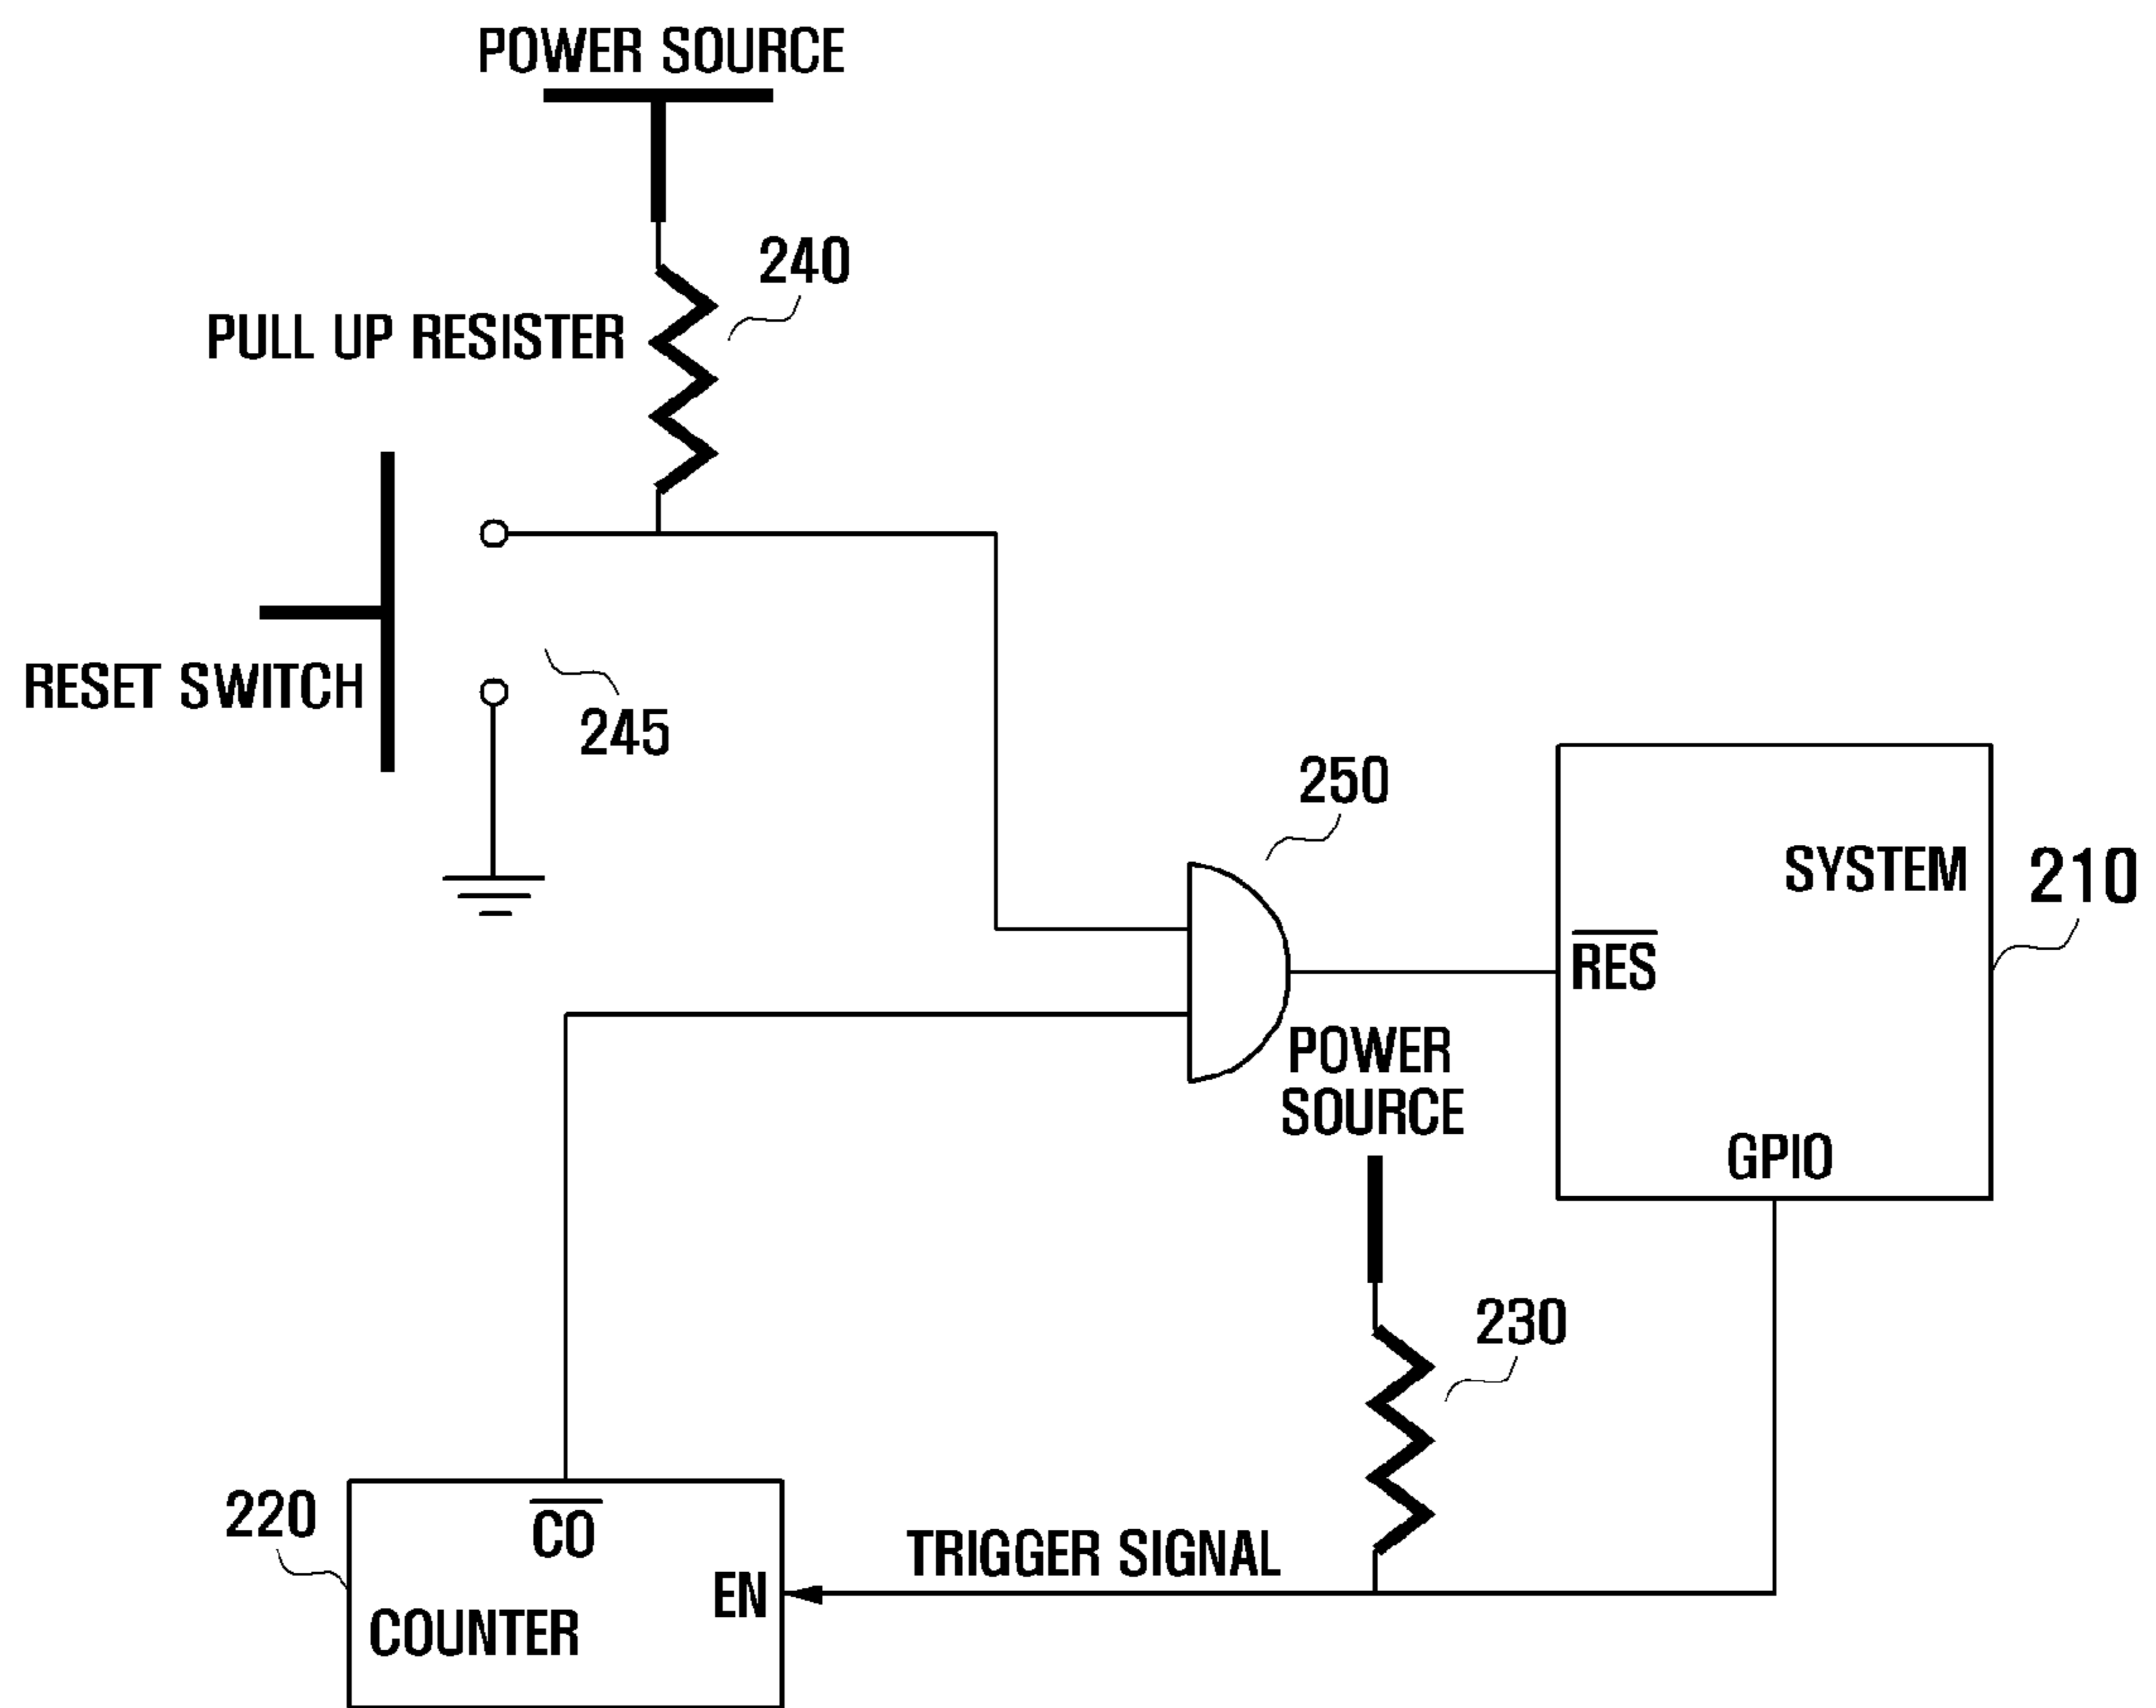 POWER SOURCE
240
PULL UP RESISTER
RESET SWITCH
245
250
SYSTEM
210
RES
POWER
SOURCE
GPIO
230
220
CO
TRIGGER SIGNAL
EN
COUNTER